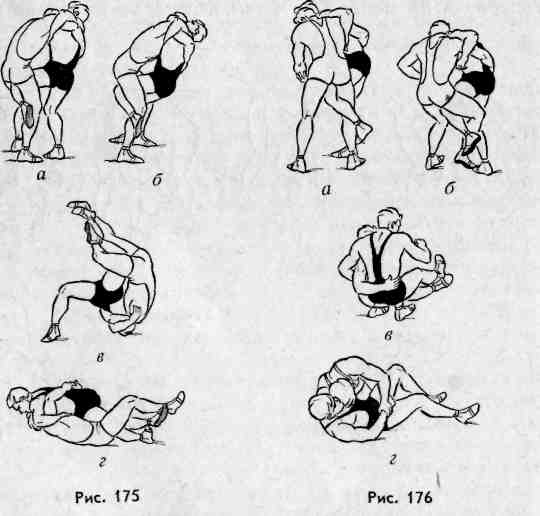 а б а б
в в
г г
Рис. 175 Рис. 176